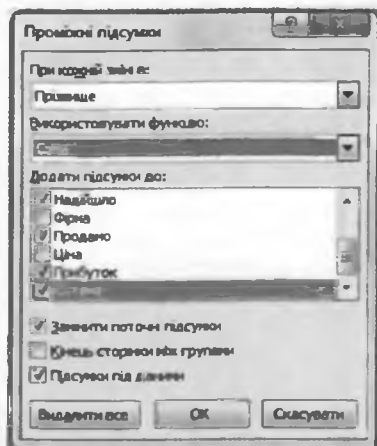 Проміжні підсумки
При кожній зміні в:
Прізвище
Використовувати функцію:
Додати підсумки до:
Надійшло
Фірма
Продано
Ціна
Прибуток
Замінити поточні підсумки
Кінець сторінки між групами
Підсумки під даними
Видалити все
ОК
Скасувати